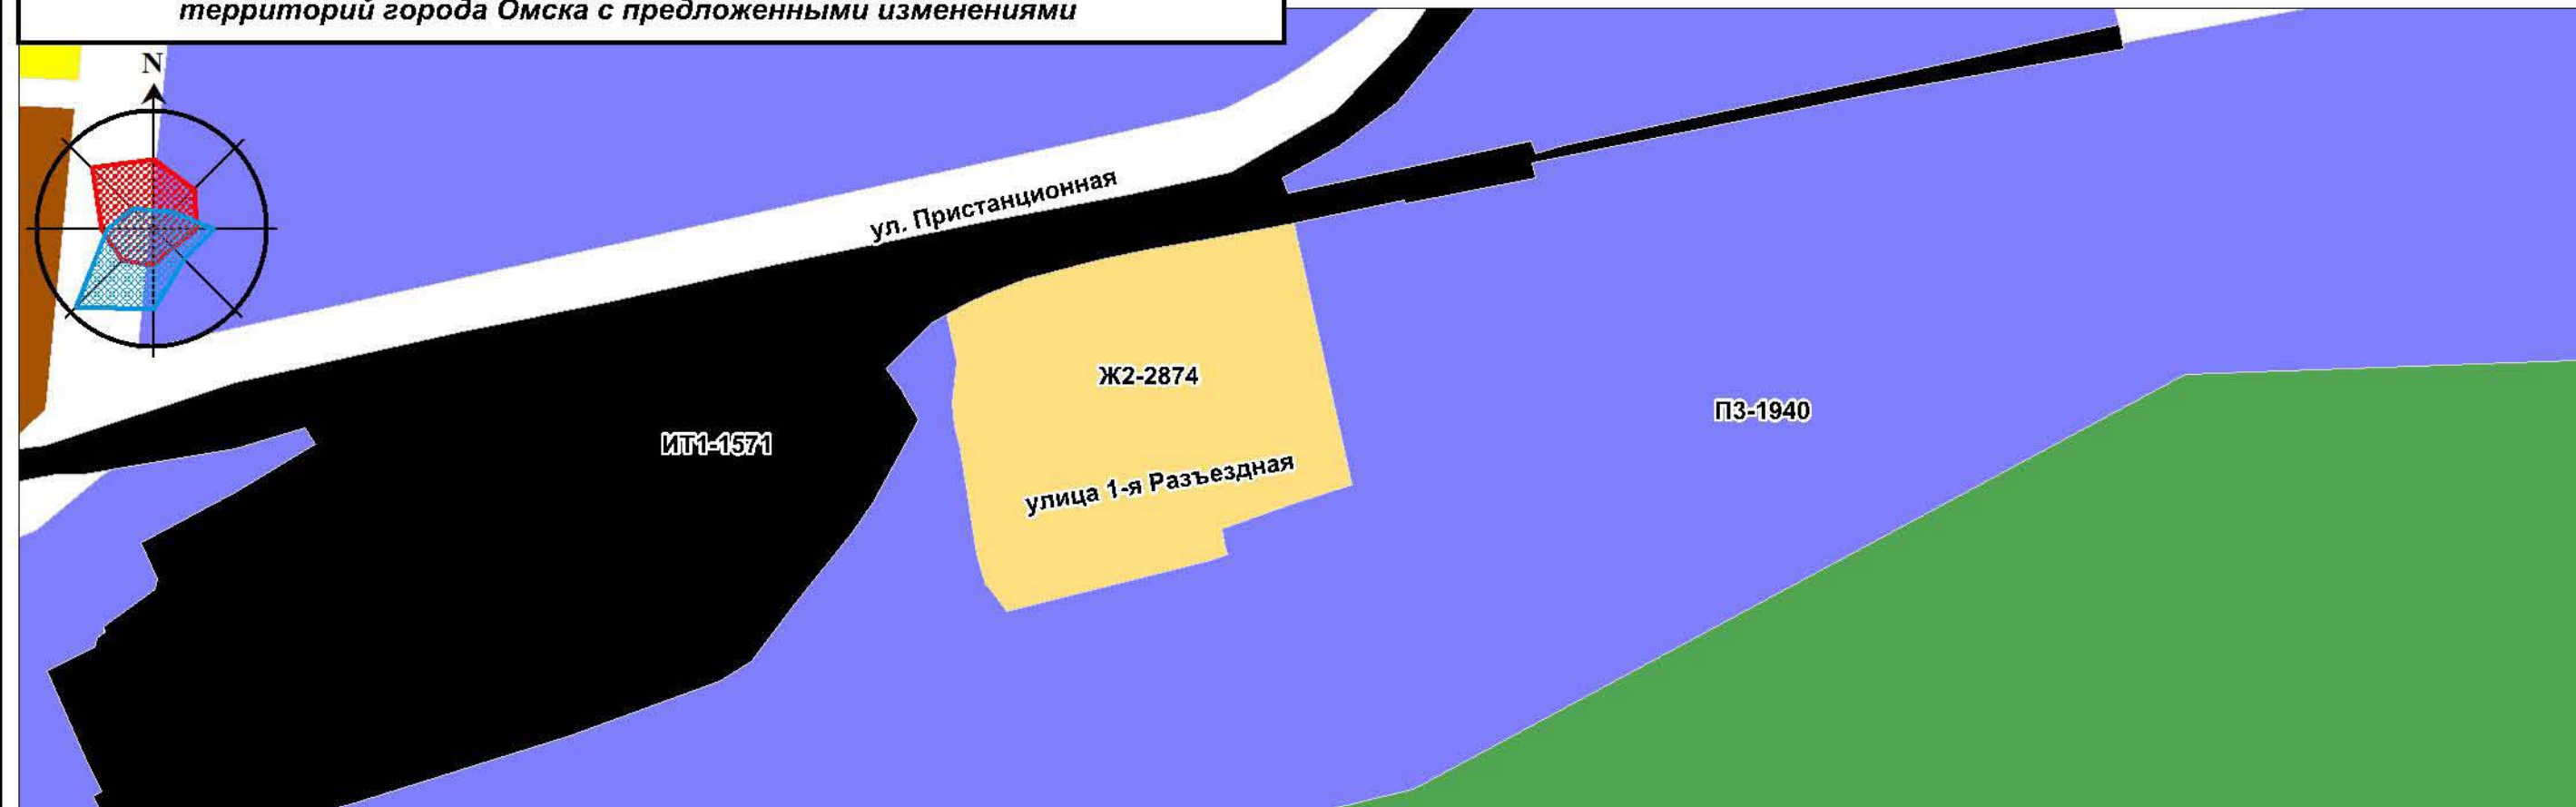 территорий города Омска с предложенными изменениями
N
ул. Пристанционная
Ж2-2874
П3-1940
ИТ1-1571
улица 1-я Разъездная